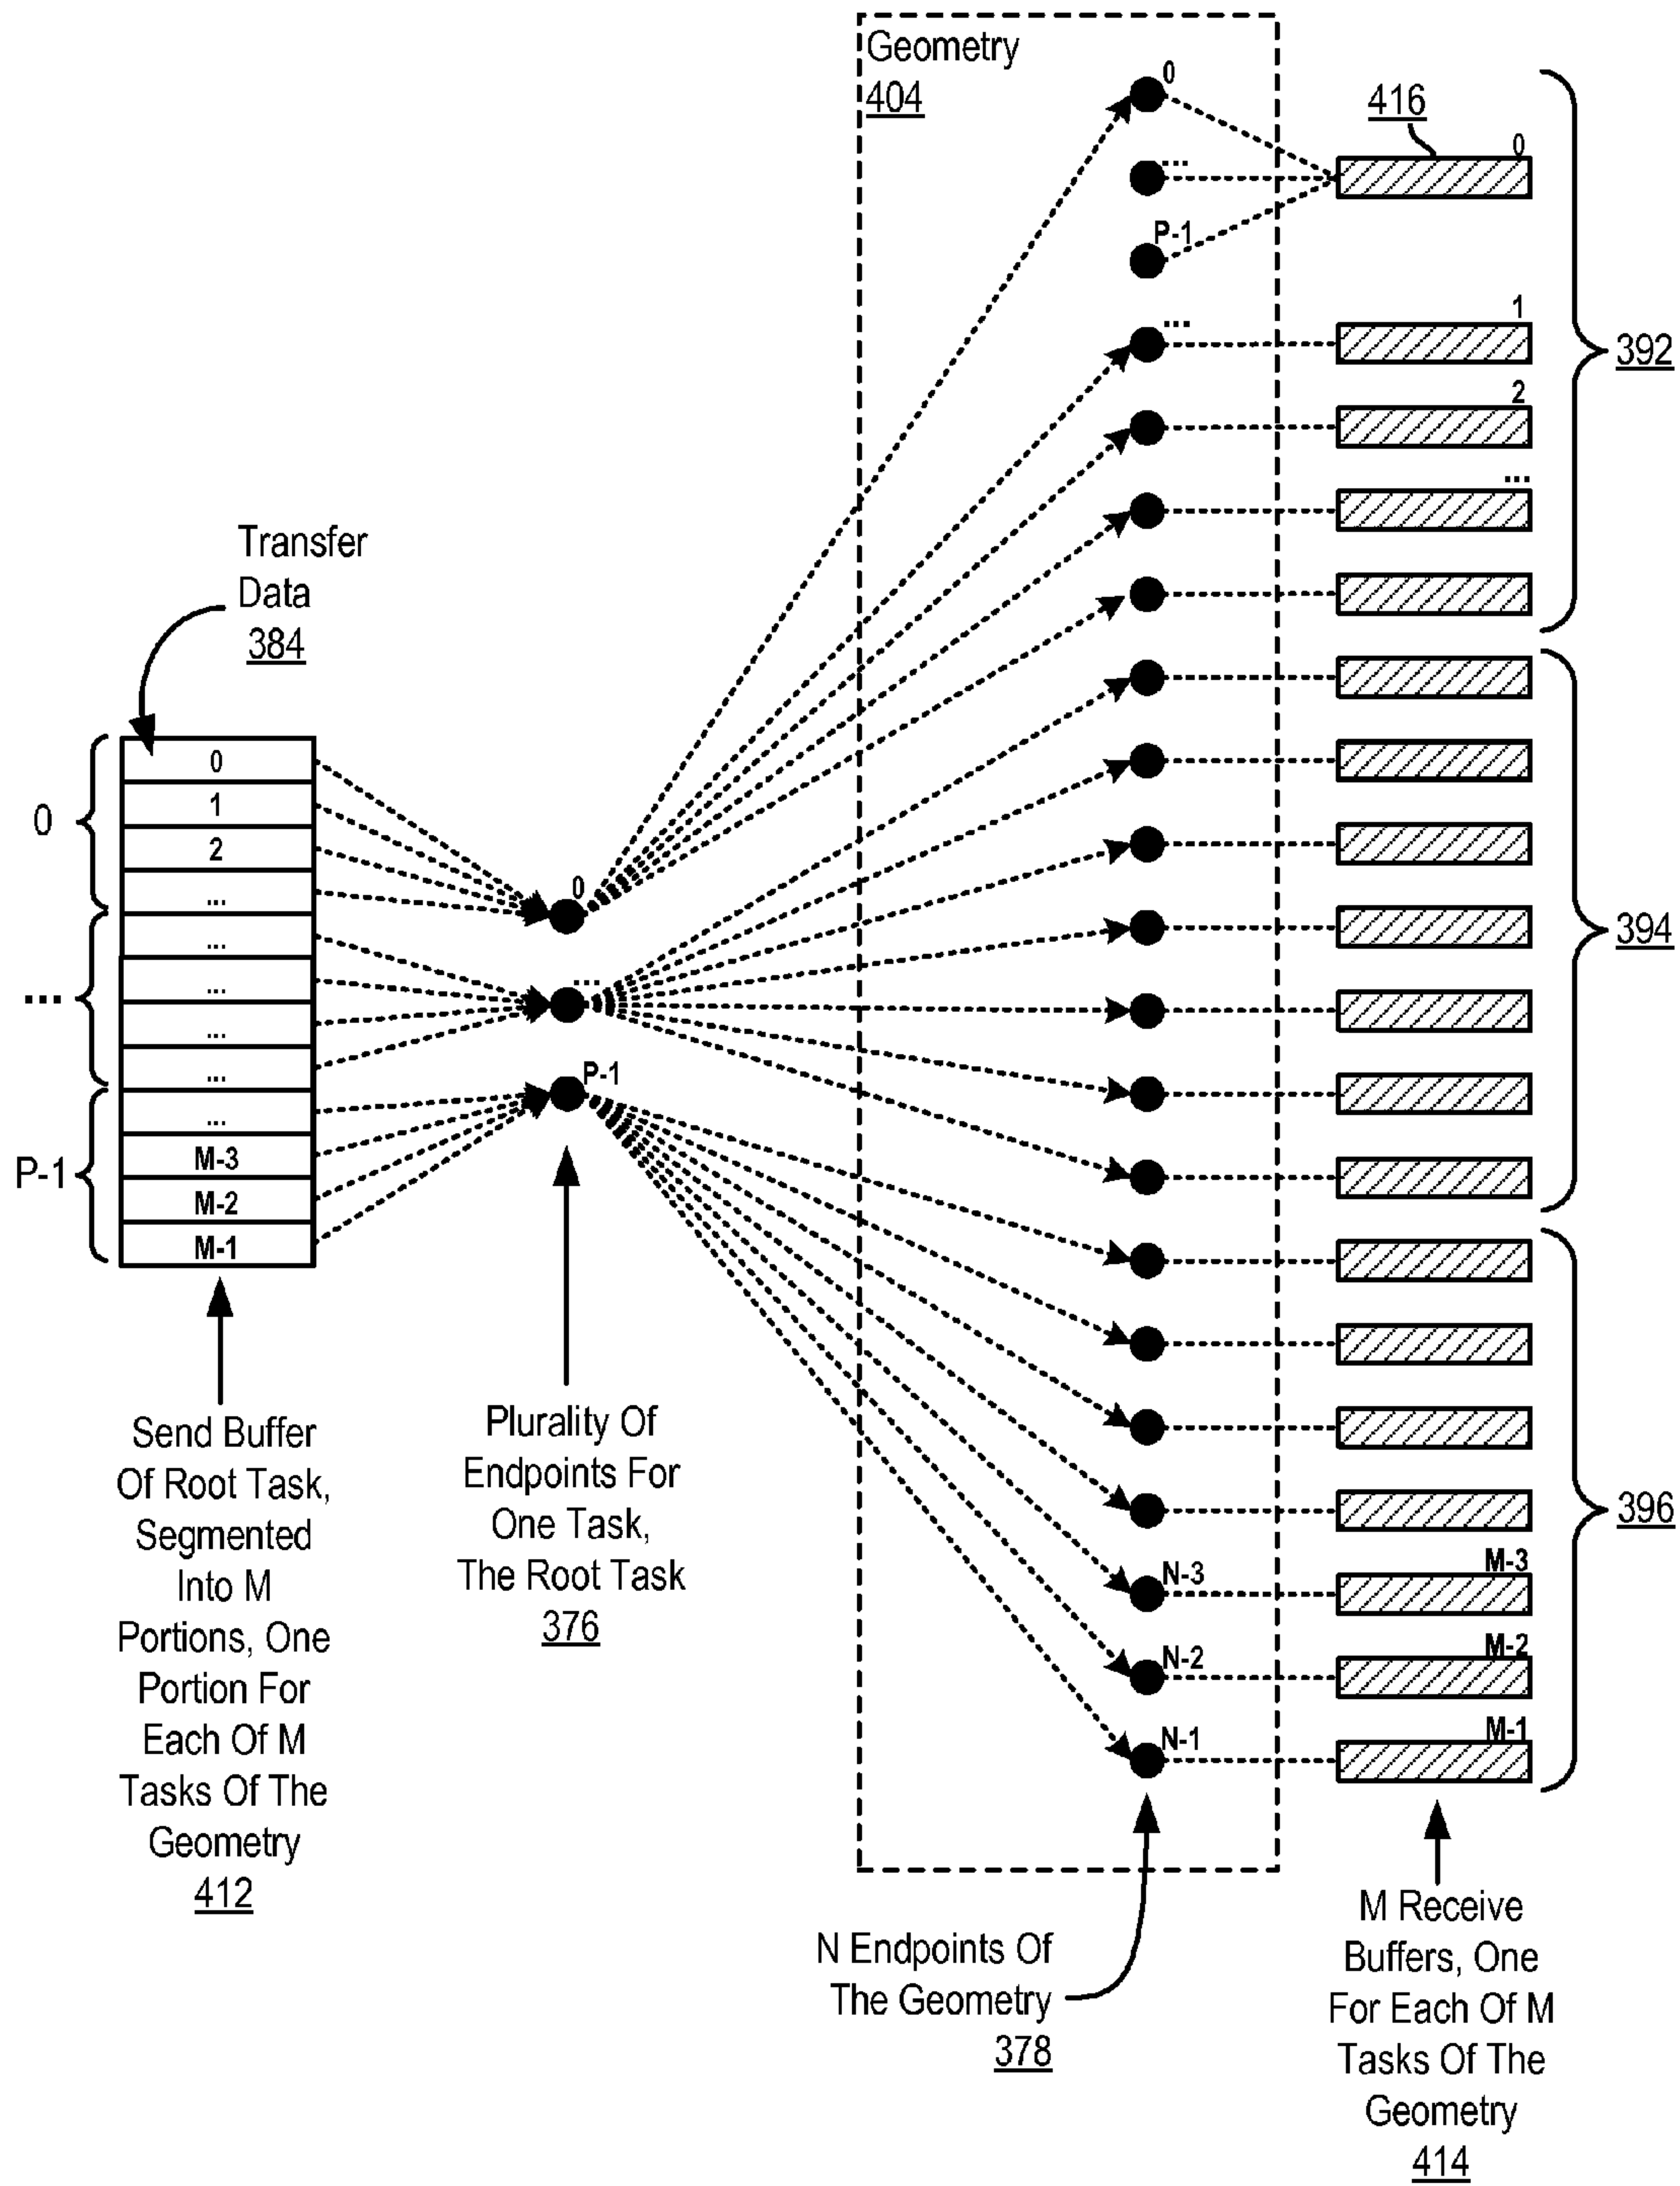 Geometry
404
0
...
P-1
...
416
0
1
2
...
392
Transfer
Data
384
394
0
...
P-1
0
1
2
...
...
...
...
...
...
M-3
M-2
M-1
0
...
P-1
396
N-3
N-2
N-1
M-3
M-2
M-1
Send Buffer
Of Root Task,
Segmented
Into M
Portions, One
Portion For
Each Of M
Tasks Of The
Geometry
412
Plurality Of
Endpoints For
One Task,
The Root Task
376
N Endpoints Of
The Geometry
378
M Receive
Buffers, One
For Each Of M
Tasks Of The
Geometry
414